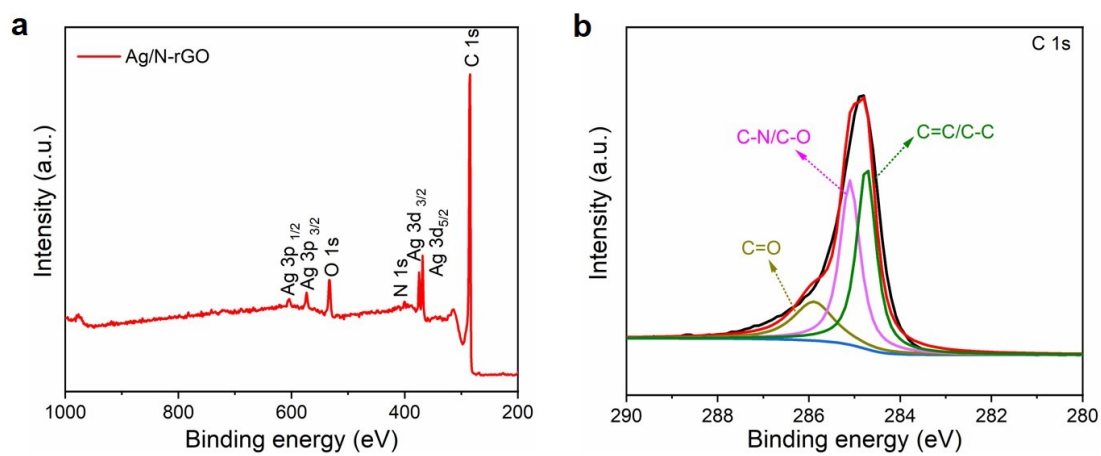 a
Ag/N-rGO
C 1s
Ag 3p 1/2
Ag 3p 3/2
O 1s
N 1s
Ag 3d 3/2
Ag 3d5/2
Intensity (a.u.)
1000 800 600 400 200
Binding energy (eV)
b
C 1s
C-N/C-O
C=C/C-C
C=O
Intensity (a.u.)
290 288 286 284 282 280
Binding energy (eV)